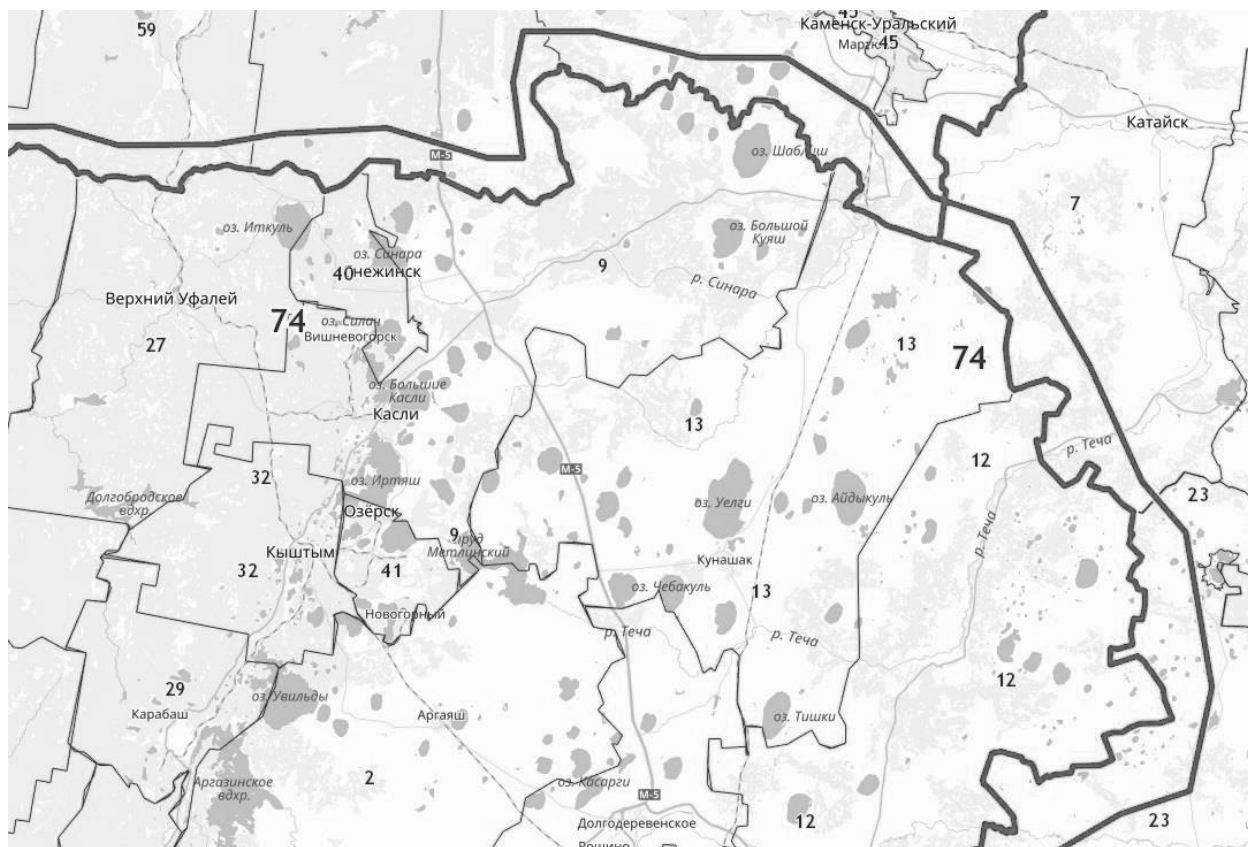 45
59
Каменск-Уральский
45
Катайск
оз. Шаблиш
М-5
7
оз. Иткуль
оз. Большой
Куяш
оз. Синара
40
9
р. Синара
Верхний Уфалей
74
оз. Силач
Вишневогорск
27
13
74
оз. Большие
Касли
Касли
13
р. Теча
12
М-5
32
оз. Иртяш
Долгобродское
вдхр.
оз. Уелги
оз. Айдыкуль
23
Озёрск
р. Теча
9
Пруд
Метлинский
Кыштым
Кунашак
32
41
оз. Чебакуль
13
Новогорный
р. Теча
р. Теча
12
29
оз. Увильды
Карабаш
Аргаяш
оз. Тишки
Аргазинское
вдхр.
2
оз. Касарги
М-5
Долгодеревенское
12
23
Рощино